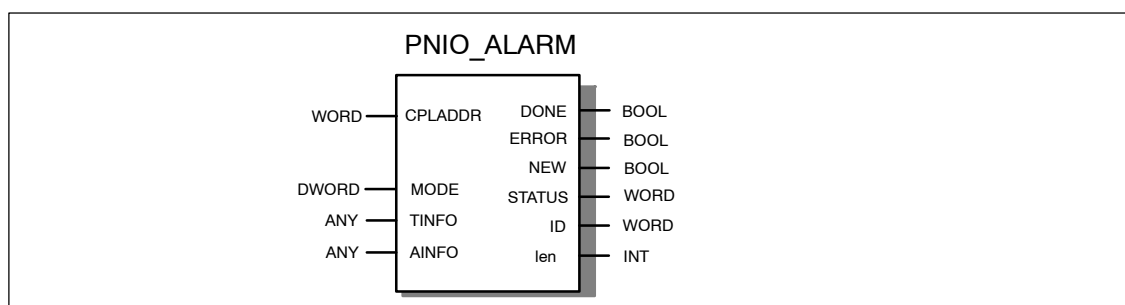 PNIO_ALARM
WORD CPLADDR DONE BOOL
ERROR BOOL
NEW BOOL
DWORD MODE STATUS WORD
ANY TINFO ID WORD
ANY AINFO len INT